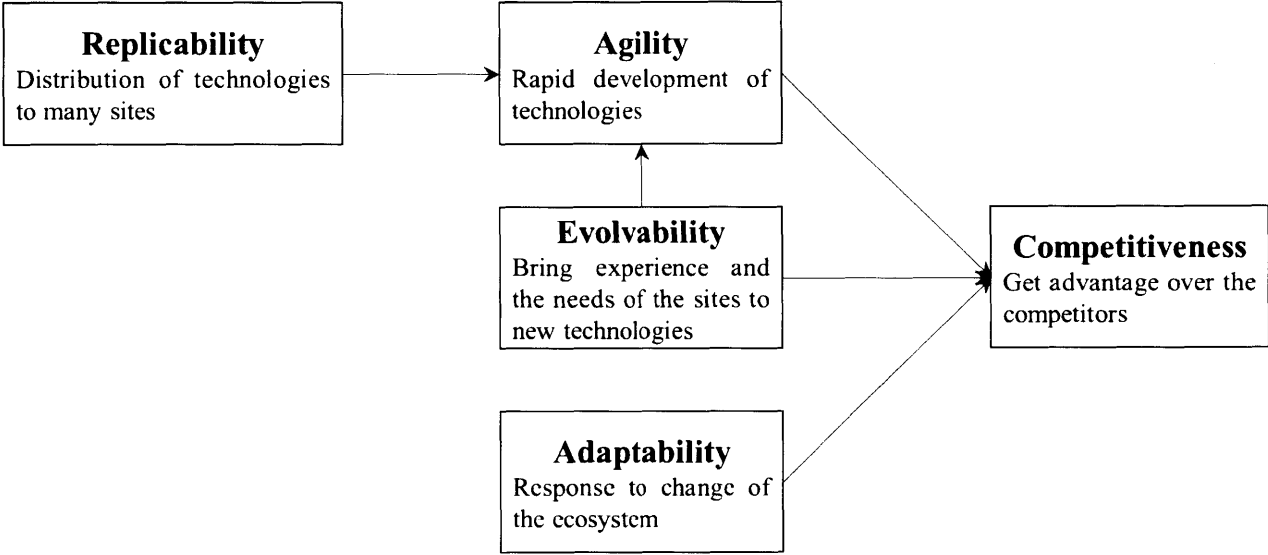 Replicability
Distribution of technologies
to many sites
Agility
Rapid development of
technologies
Evolvability
Bring experience and
the needs of the sites to
new technologies
Competitiveness
Get advantage over the
competitors
Adaptability
Response to change of
the ecosystem